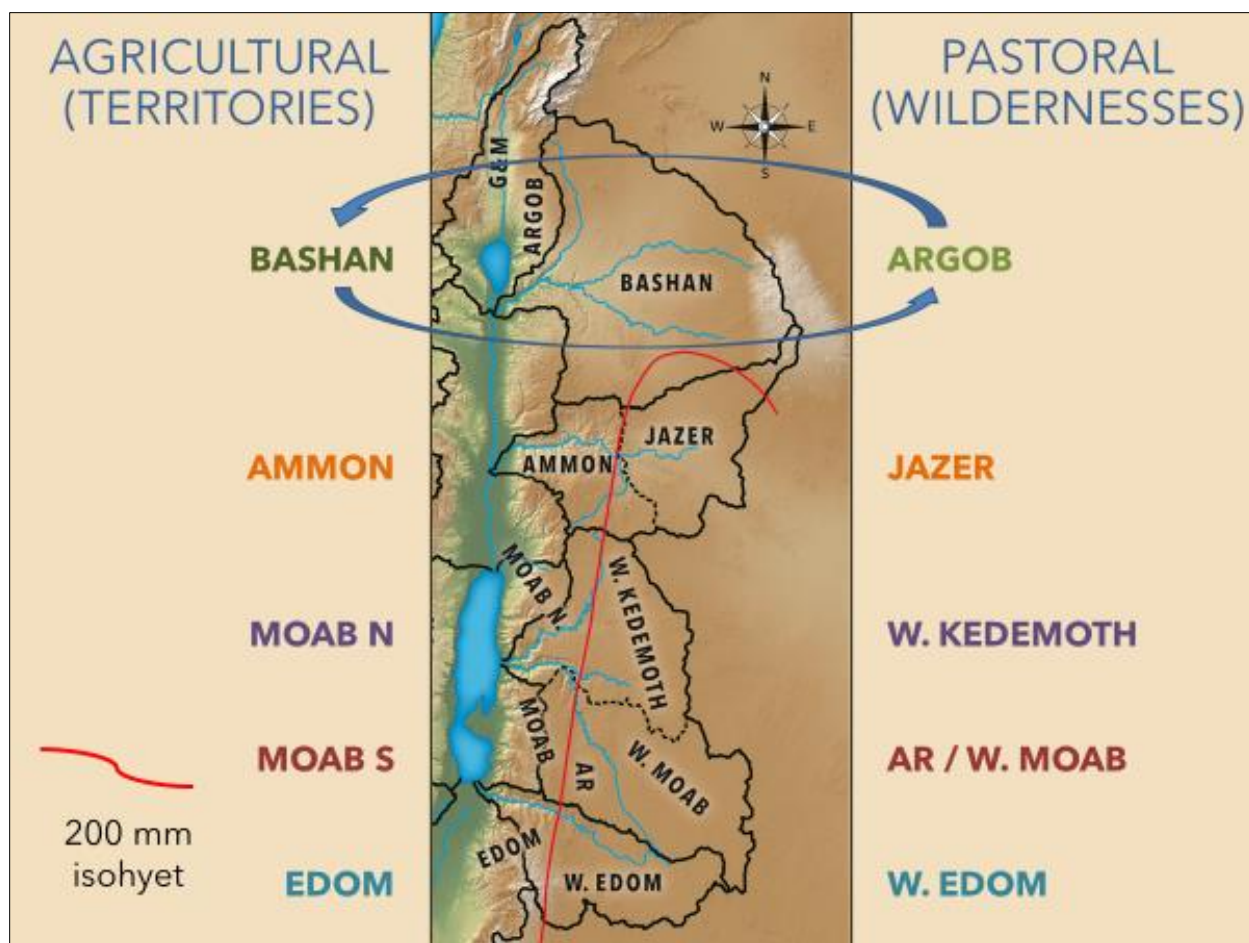 AGRICULTURAL
(TERRITORIES)
BASHAN
AMMON
MOAB N
MOAB S
EDOM
200 mm
isohyet
N
W
E
S
G&M
ARGOB
BASHAN
JAZER
AMMON
MOAB N.
W. KEDEMOTH
MOAB
AR
W. MOAB
EDOM
W. EDOM
PASTORAL
(WILDERNESSES)
ARGOB
JAZER
W. KEDEMOTH
AR / W. MOAB
W. EDOM